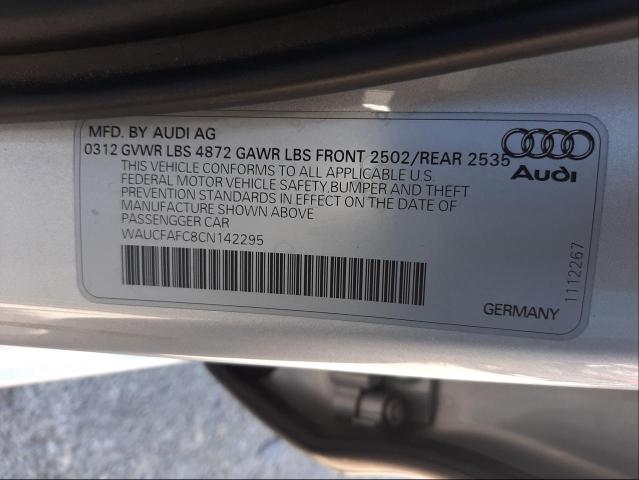 MFD. BY AUDI AG
0312 GVWR LBS 4872 GAWR LBS FRONT 2502/REAR 2535
THIS VEHICLE CONFORMS TO ALL APPLICABLE U.S.
FEDERAL MOTOR VEHICLE SAFETY,BUMPER AND THEFT
PREVENTION STANDARDS IN EFFECT ON THE DATE OF
MANUFACTURE SHOWN ABOVE
PASSENGGER CAR
WAUCFAFC8CN142295
Audi
1112267
GERMANY